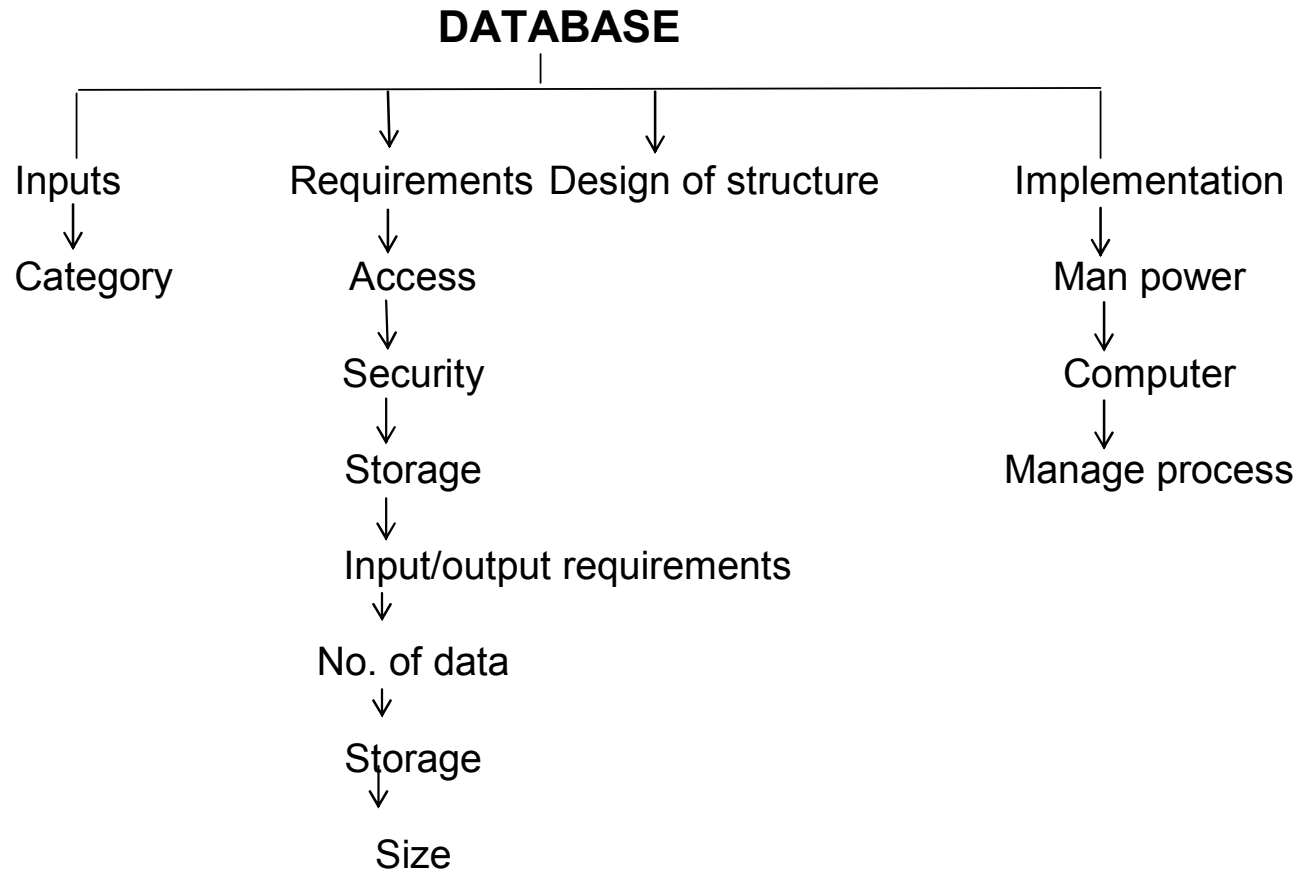 DATABASE
Inputs Requirements Design of structure Implementation
Category Access Man power
Security Computer
Storage Manage process
Input/output requirements
No. of data
Storage
Size